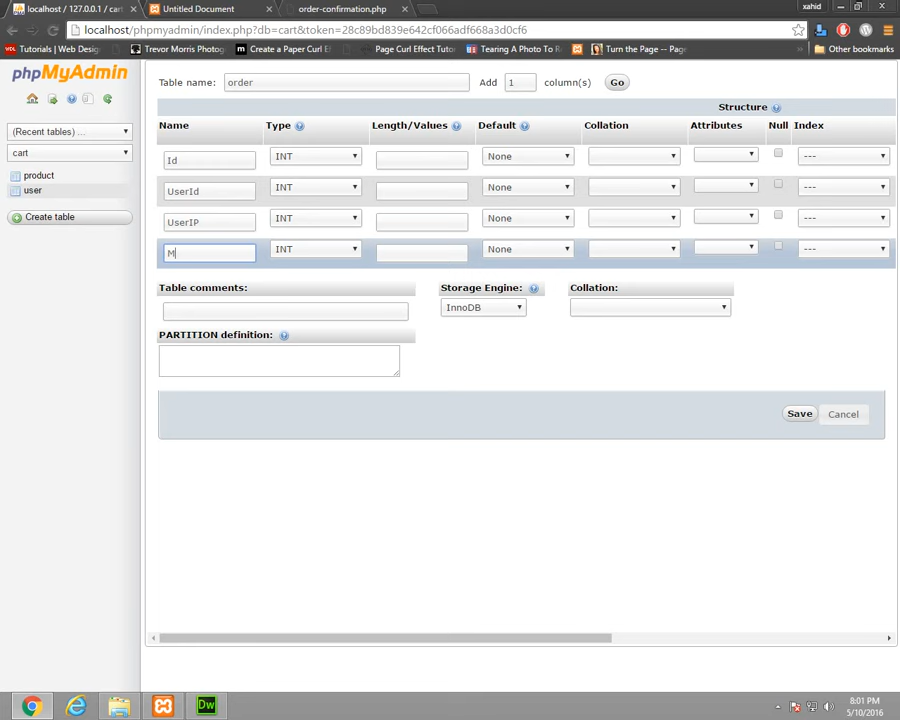 localhost / 127.0.0.1 / cart
Untitled Document
order-confirmation.php
xahid
localhost/phpmyadmin/index.php?db=cart&token=28c89bd839ec42cf066adf668a3d0cf6
Tutorials | Web Desig
Trevor Morris Photog
Create a Paper Curl E
Page Curl Effect Tuto
Tearing A Photo To R
Turn the Page -- Pag
»
Other bookmarks
phpMyAdmin
(Recent tables) ...
cart
product
user
Create table
Table name: order Add 1 column(s) Go
Structure
Name Type Length/Values Default Collation Attributes Null Index
Id INT None ---
UserId INT None ---
UserIP INT None ---
M INT None ---
Table comments: Storage Engine: Collation:
InnoDB
PARTITION definition:
Save Cancel
Dw
8:01 PM
5/10/2016